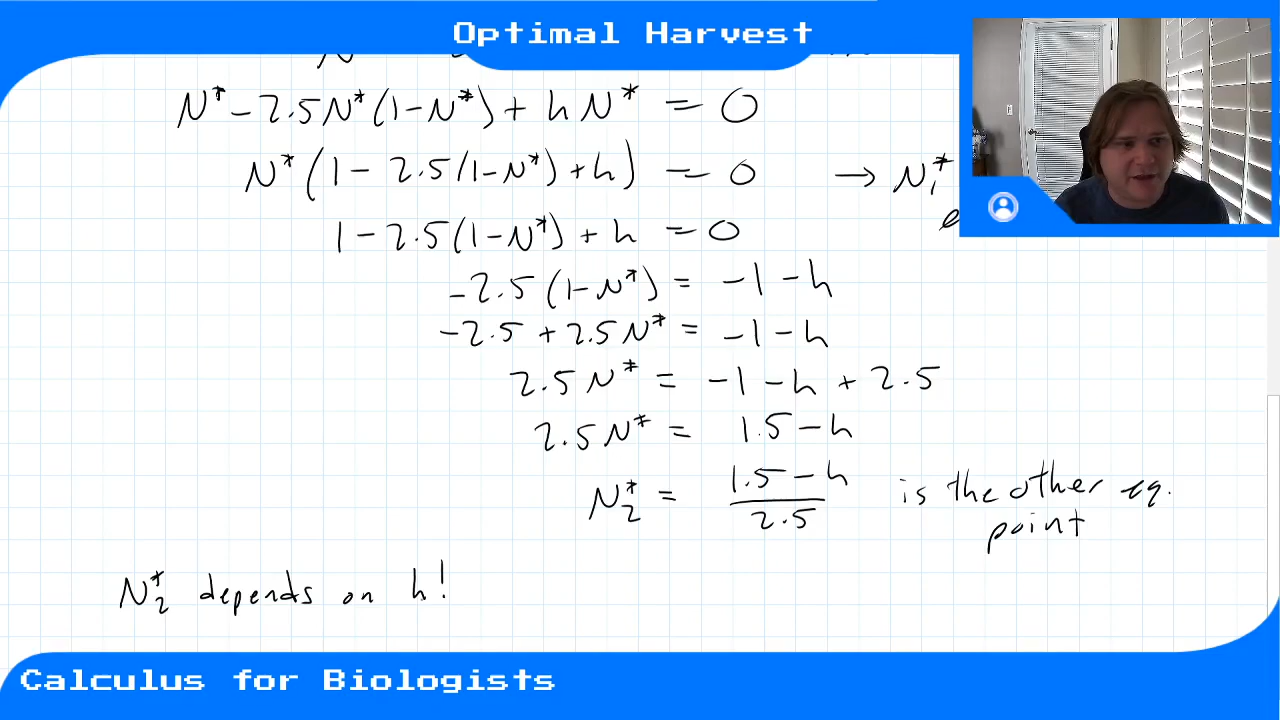 Optimal Harvest
N* - 2.5N*(1-N*) + hN* = 0
N*(1 - 2.5(1-N*) + h) = 0 → N₁*
1 - 2.5(1-N*) + h = 0
-2.5(1-N*) = -1 - h
-2.5 + 2.5N* = -1 - h
2.5N* = -1 - h + 2.5
2.5N* = 1.5 - h
N₂* = (1.5 - h)/2.5 is the other eq.
point
N₂* depends on h!
Calculus for Biologists